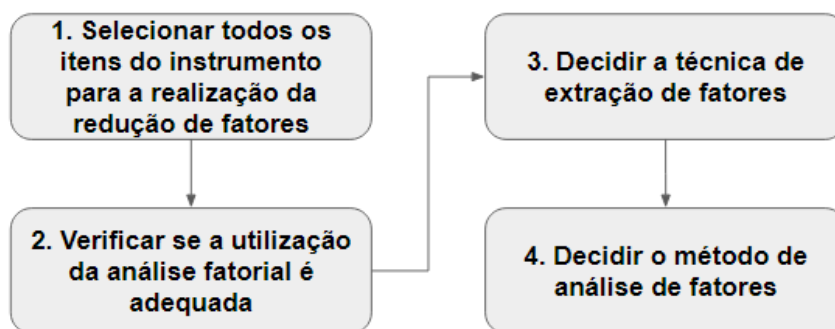 1. Selecionar todos os
itens do instrumento
para a realização da
redução de fatores
2. Verificar se a utilização
da análise fatorial é
adequada
3. Decidir a técnica de
extração de fatores
4. Decidir o método de
análise de fatores